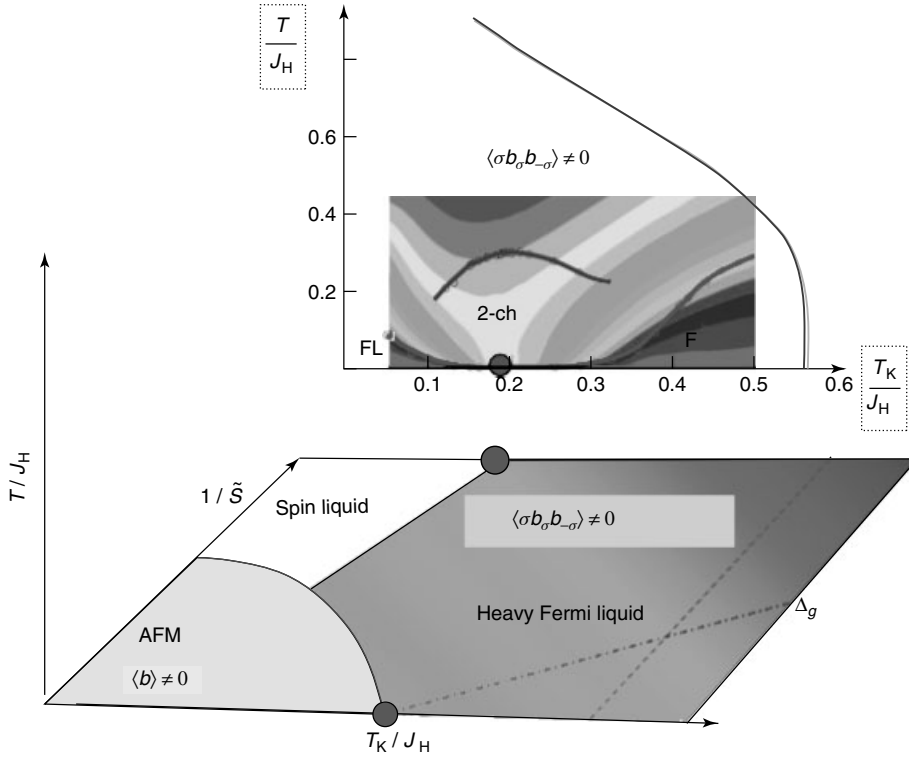 T
J_H
0.6
⟨σb_σb_−σ⟩ ≠ 0
0.4
0.2
2-ch
FL
F
0.1
0.2
0.3
0.4
0.5
0.6
T_K
J_H
T / J_H
1 / S̃
Spin liquid
⟨σb_σb_−σ⟩ ≠ 0
Heavy Fermi liquid
Δ_g
AFM
⟨b⟩ ≠ 0
T_K / J_H